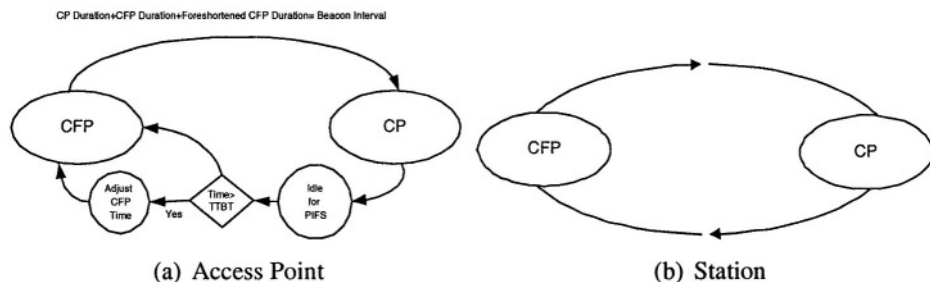 CP Duration+CFP Duration+Foreshortened CFP Duration= Beacon Interval
CFP
CP
Adjust
CFP
Time
Yes
Time>
TTBT
Idle
for
PIFS
(a) Access Point
CFP
CP
(b) Station